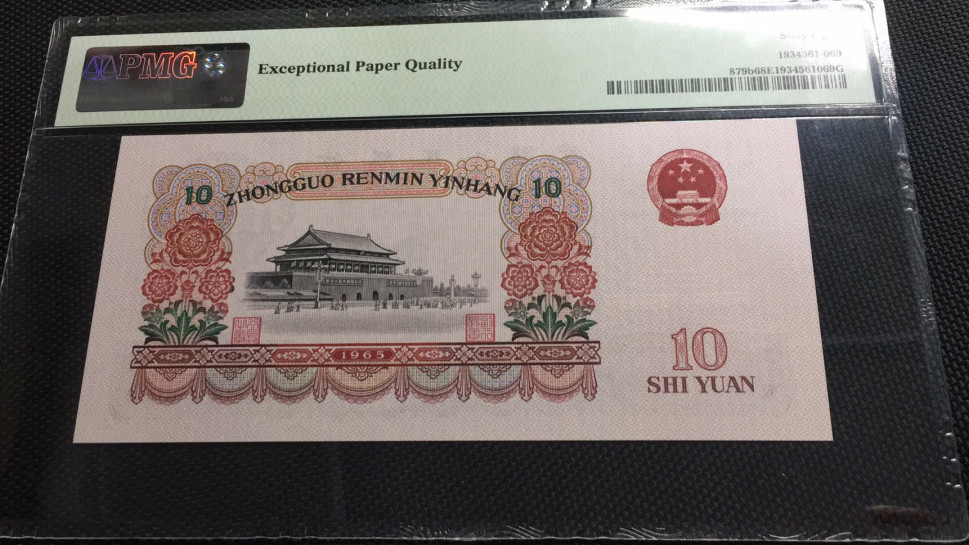 PMG
Exceptional Paper Quality
1934561-069
879b68E1934561069G
10 ZHONGGUO RENMIN YINHANG 10
1965
10
SHI YUAN